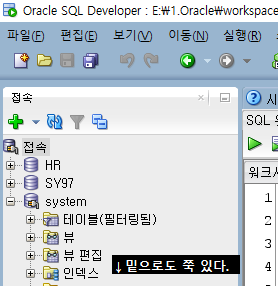 Oracle SQL Developer : E:\1.Oracle\workspace
파일(F) 편집(E) 보기(V) 이동(N) 실행(R)
접속
시
SQL 워
접속
HR
SY97
system
테이블(필터링됨)
뷰
뷰 편집
인덱스
↓ 밑으로도 쭉 있다.
워크시
1
2
3
4
5